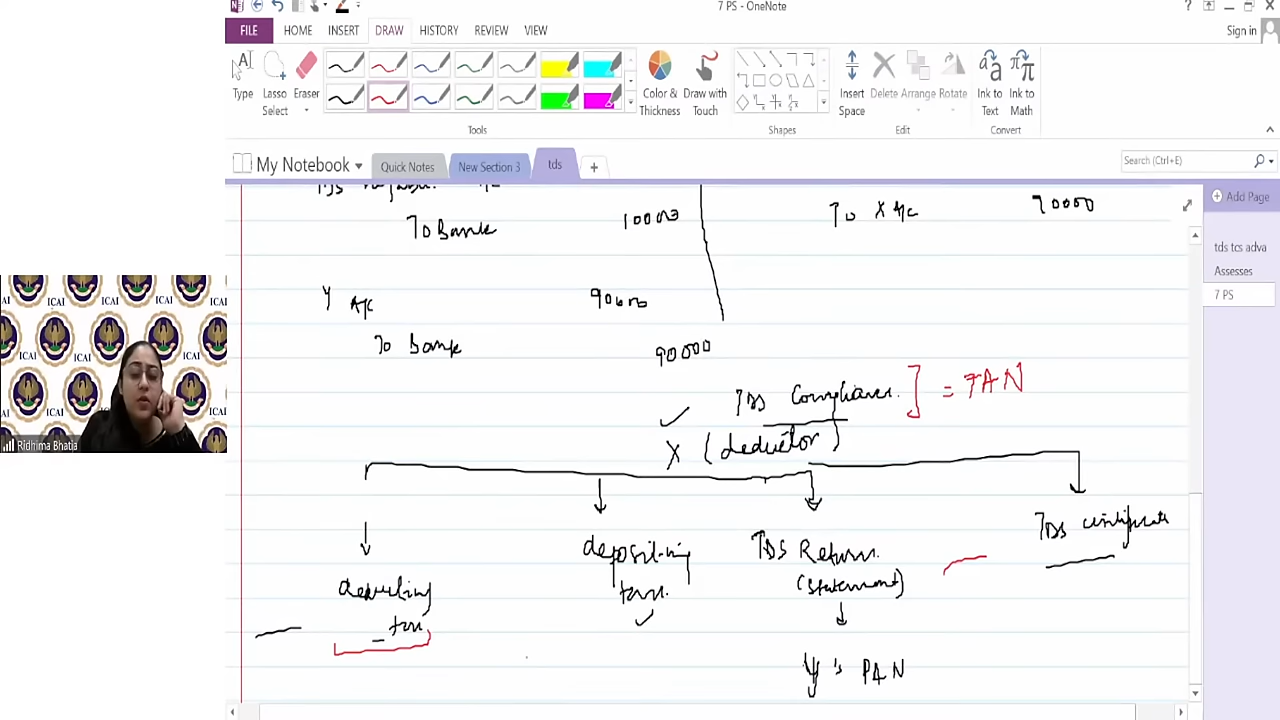 7 PS - OneNote
Sign in
FILE HOME INSERT DRAW HISTORY REVIEW VIEW
Type
Lasso Select
Eraser
Color & Thickness
Draw with Touch
Insert Space
Delete
Arrange
Rotate
Ink to Text
Ink to Math
Tools
Shapes
Edit
Convert
My Notebook
Quick Notes
New Section 3
tds
Search (Ctrl+E)
Add Page
tds tcs adva
Assesses
7 PS
To Bank 10000
To X A/c 90000
Y A/c 90000
To Bank 90000
TDS Compliance. ] = TAN
X (deductor)
deducting tax
depositing tax.
TDS Return (Statement)
TDS certificate
Y's PAN
ICAI
Ridhima Bhatia